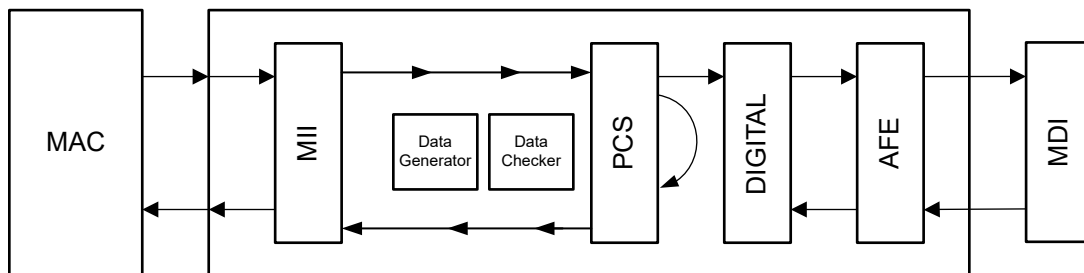 MAC
MII
Data
Generator
Data
Checker
PCS
DIGITAL
AFE
MDI